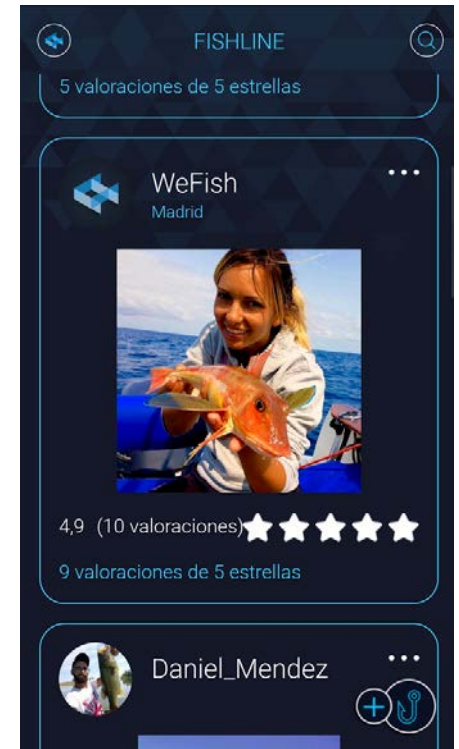 FISHLINE
5 valoraciones de 5 estrellas
WeFish
Madrid
4,9 (10 valoraciones)
9 valoraciones de 5 estrellas
Daniel_Mendez